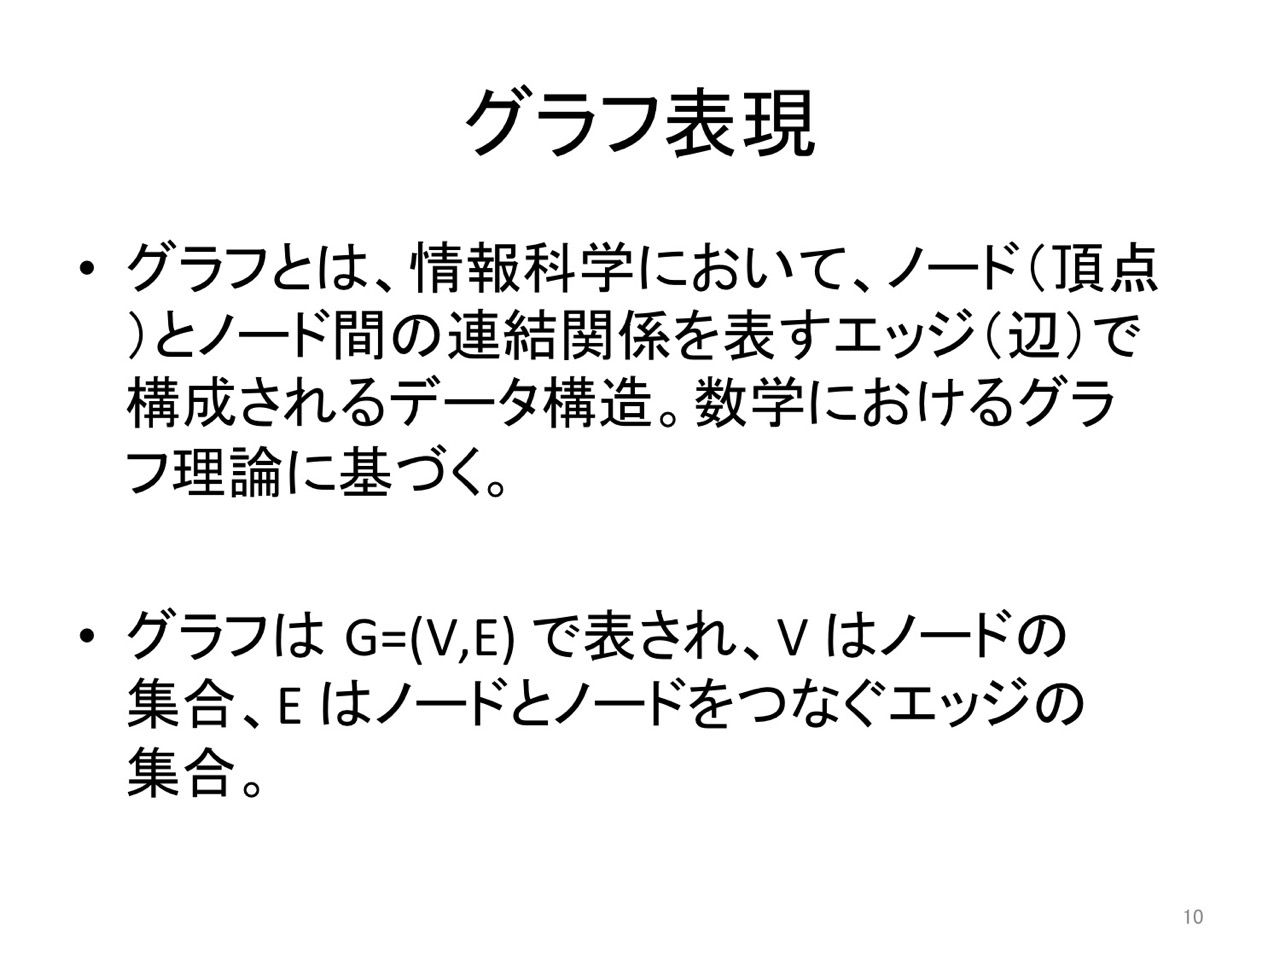 グラフ表現
• グラフとは、情報科学において、ノード（頂点
）とノード間の連結関係を表すエッジ（辺）で
構成されるデータ構造。数学におけるグラ
フ理論に基づく。
• グラフは G=(V,E) で表され、V はノードの
集合、E はノードとノードをつなぐエッジの
集合。
10